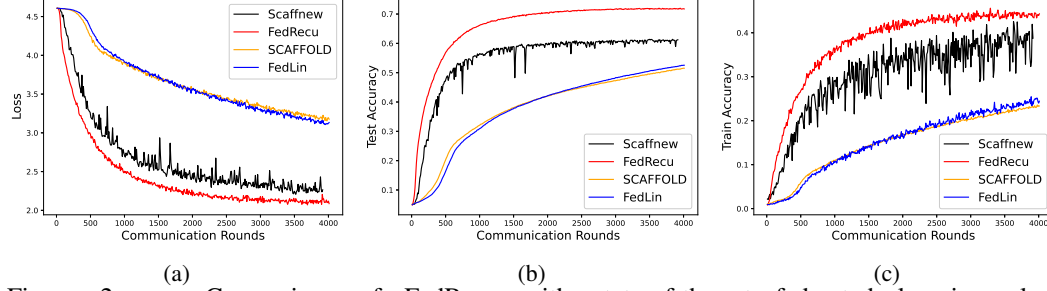 Loss
4.5
4.0
3.5
3.0
2.5
2.0
Scaffnew
FedRecu
SCAFFOLD
FedLin
0 500 1000 1500 2000 2500 3000 3500 4000
Communication Rounds
(a)
Test Accuracy
0.7
0.6
0.5
0.4
0.3
0.2
0.1
Scaffnew
FedRecu
SCAFFOLD
FedLin
0 500 1000 1500 2000 2500 3000 3500 4000
Communication Rounds
(b)
Train Accuracy
0.4
0.3
0.2
0.1
0.0
Scaffnew
FedRecu
SCAFFOLD
FedLin
0 500 1000 1500 2000 2500 3000 3500 4000
Communication Rounds
(c)